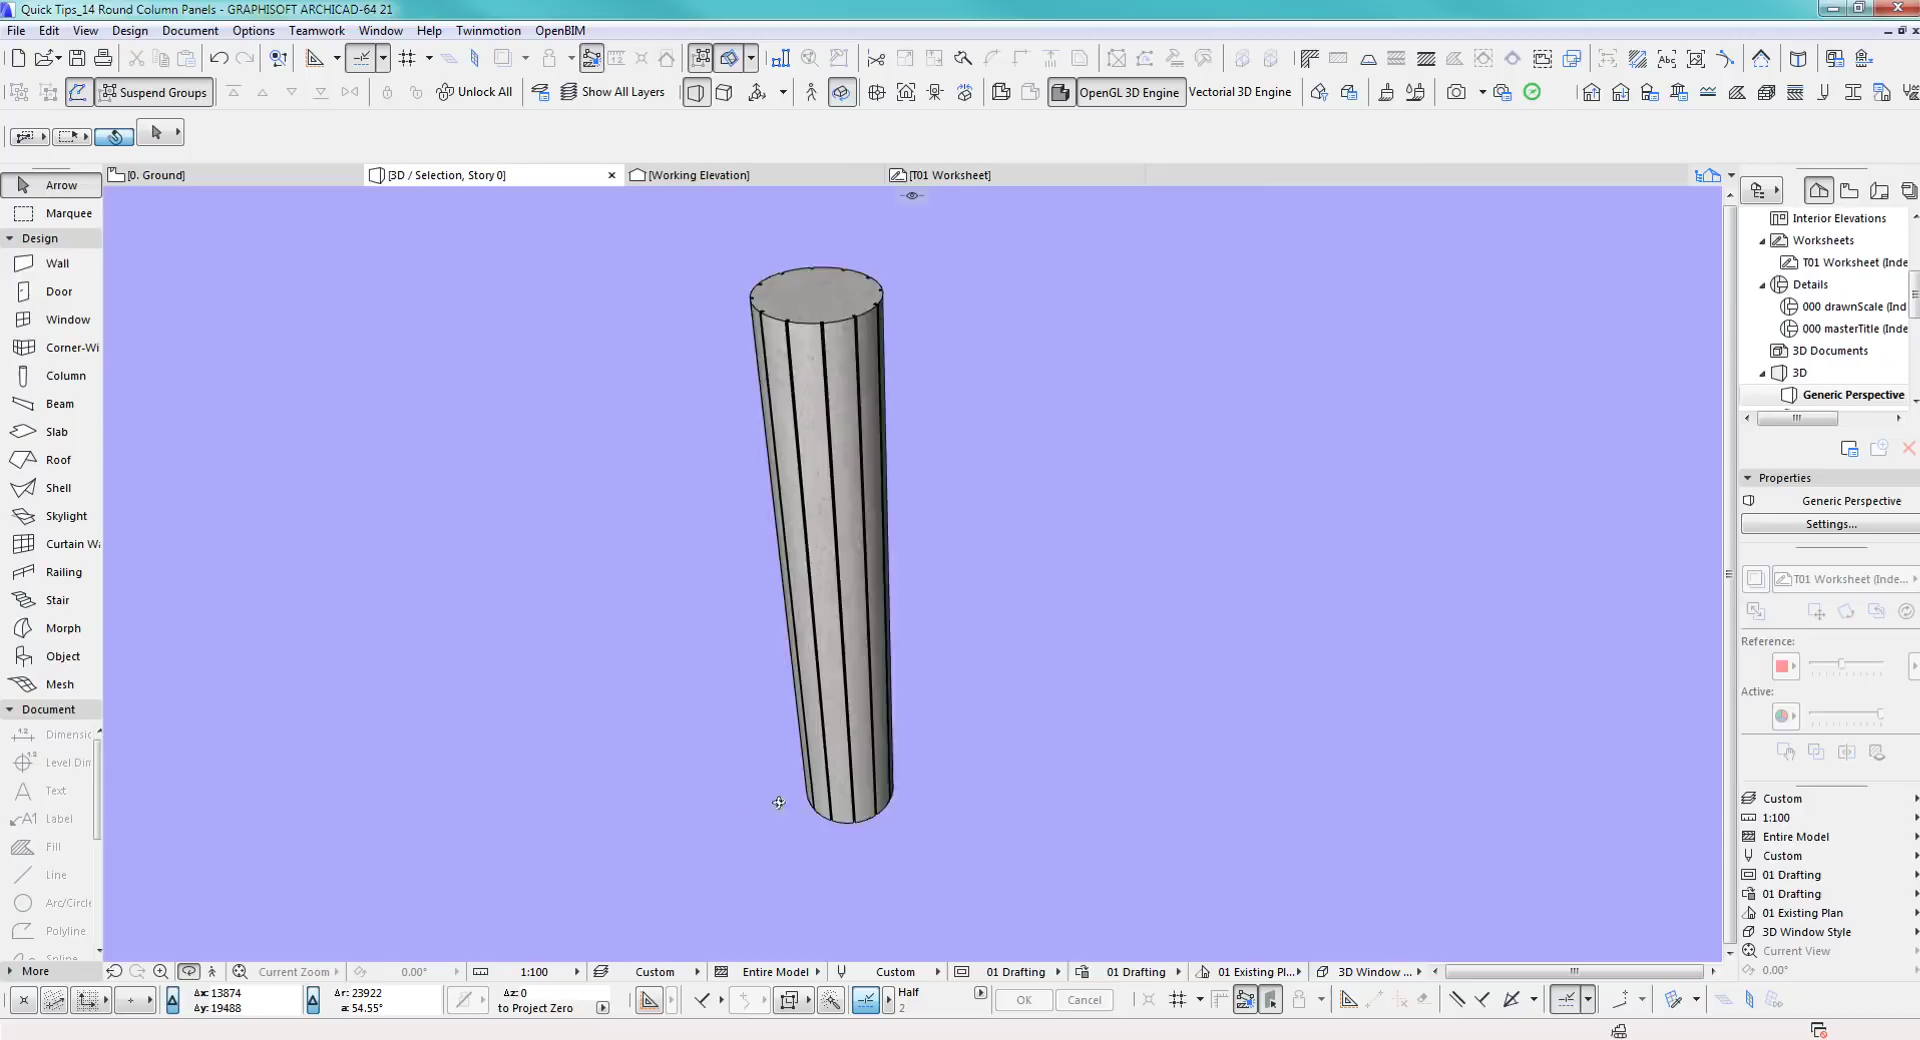 Quick Tips_14 Round Column Panels - GRAPHISOFT ARCHICAD-64 21
File Edit View Design Document Options Teamwork Window Help Twinmotion OpenBIM
Suspend Groups Unlock All Show All Layers OpenGL 3D Engine Vectorial 3D Engine
[0. Ground] [3D / Selection, Story 0] [Working Elevation] [T01 Worksheet]
Arrow
Marquee
Design
Wall
Door
Window
Corner-Wi
Column
Beam
Slab
Roof
Shell
Skylight
Curtain Wa
Railing
Stair
Morph
Object
Mesh
Document
Dimensic
Level Din
Text
A1 Label
Fill
Line
Arc/Circle
Polyline
Spline
More
Interior Elevations
Worksheets
T01 Worksheet (Inde
Details
000 drawnScale (Ind
000 masterTitle (Inde
3D Documents
3D
Generic Perspective
Properties
Generic Perspective
Settings...
T01 Worksheet (Inde...
Reference:
Active:
Custom
1:100
Entire Model
Custom
01 Drafting
01 Drafting
01 Existing Plan
3D Window Style
Current View
0.00°
Current Zoom 0.00° 1:100 Custom Entire Model Custom 01 Drafting 01 Drafting 01 Existing Pl... 3D Window ...
Δx: 13874 Δr: 23922 Δz: 0 Half
Δy: 19488 a: 54.55° to Project Zero 2
OK Cancel